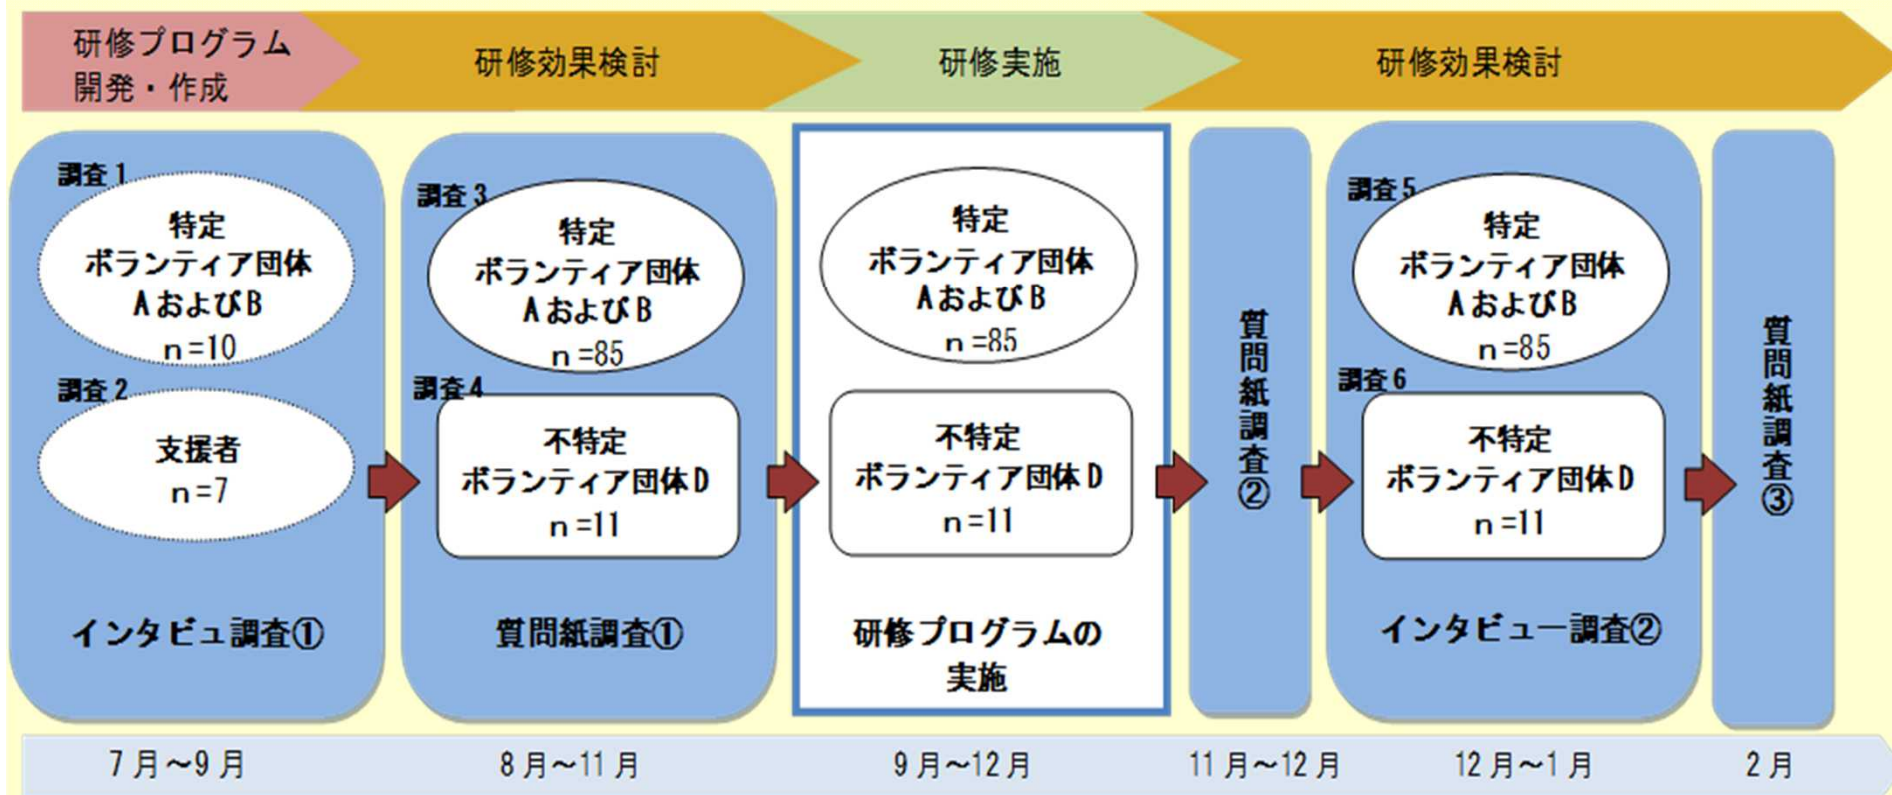 研修プログラム
開発・作成
研修効果検討
研修実施
研修効果検討
調査1
特定
ボランティア団体
AおよびB
n=10
調査2
支援者
n=7
インタビュ調査①
調査3
特定
ボランティア団体
AおよびB
n=85
調査4
不特定
ボランティア団体D
n=11
質問紙調査①
特定
ボランティア団体
AおよびB
n=85
不特定
ボランティア団体D
n=11
研修プログラムの
実施
質問紙調査②
調査5
特定
ボランティア団体
AおよびB
n=85
調査6
不特定
ボランティア団体D
n=11
インタビュー調査②
質問紙調査③
7月～9月
8月～11月
9月～12月
11月～12月
12月～1月
2月